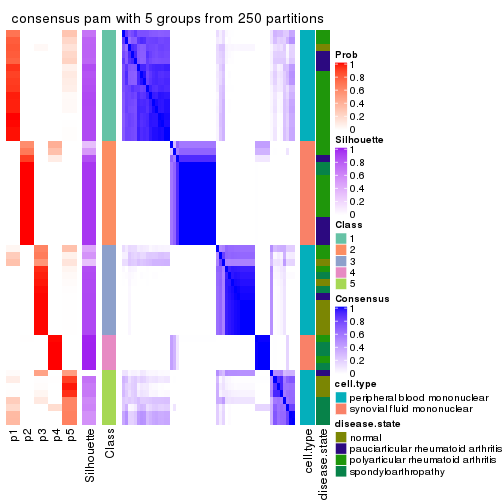 consensus pam with 5 groups from 250 partitions
Prob
1
0.8
0.6
0.4
0.2
0
Silhouette
1
0.8
0.6
0.4
0.2
0
Class
1
2
3
4
5
Consensus
1
0.8
0.6
0.4
0.2
0
cell.type
peripheral blood mononuclear
synovial fluid mononuclear
disease.state
normal
pauciarticular rheumatoid arthritis
polyarticular rheumatoid arthritis
spondyloarthropathy
p1
p2
p3
p4
p5
Silhouette
Class
cell.type
disease.state